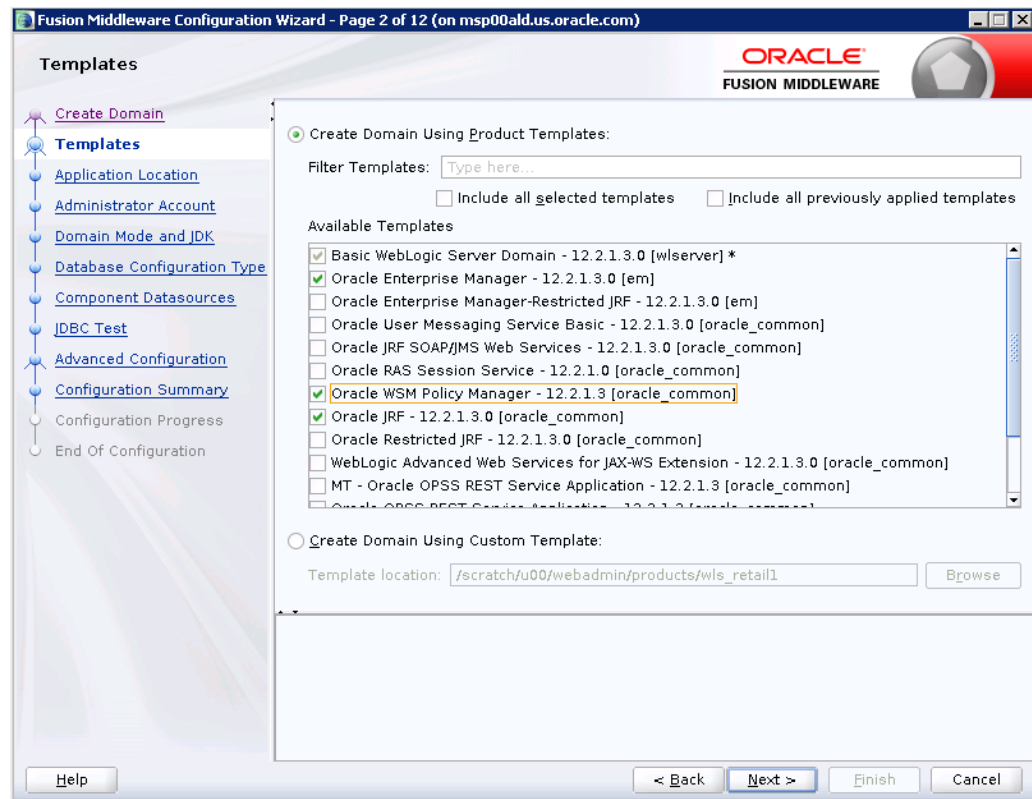 Fusion Middleware Configuration Wizard - Page 2 of 12 (on msp00ald.us.oracle.com)
Templates
ORACLE
FUSION MIDDLEWARE
Create Domain
Templates
Application Location
Administrator Account
Domain Mode and JDK
Database Configuration Type
Component Datasources
JDBC Test
Advanced Configuration
Configuration Summary
Configuration Progress
End Of Configuration
Create Domain Using Product Templates:
Filter Templates: Type here...
Include all selected templates Include all previously applied templates
Available Templates
Basic WebLogic Server Domain - 12.2.1.3.0 [wlserver] *
Oracle Enterprise Manager - 12.2.1.3.0 [em]
Oracle Enterprise Manager-Restricted JRF - 12.2.1.3.0 [em]
Oracle User Messaging Service Basic - 12.2.1.3.0 [oracle_common]
Oracle JRF SOAP/JMS Web Services - 12.2.1.3.0 [oracle_common]
Oracle RAS Session Service - 12.2.1.0 [oracle_common]
Oracle WSM Policy Manager - 12.2.1.3 [oracle_common]
Oracle JRF - 12.2.1.3.0 [oracle_common]
Oracle Restricted JRF - 12.2.1.3.0 [oracle_common]
WebLogic Advanced Web Services for JAX-WS Extension - 12.2.1.3.0 [oracle_common]
MT - Oracle OPSS REST Service Application - 12.2.1.3 [oracle_common]
Oracle OPSS REST Service Application - 12.2.1.3 [oracle_common]
Create Domain Using Custom Template:
Template location: /scratch/u00/webadmin/products/wls_retail1 Browse
Help < Back Next > Finish Cancel